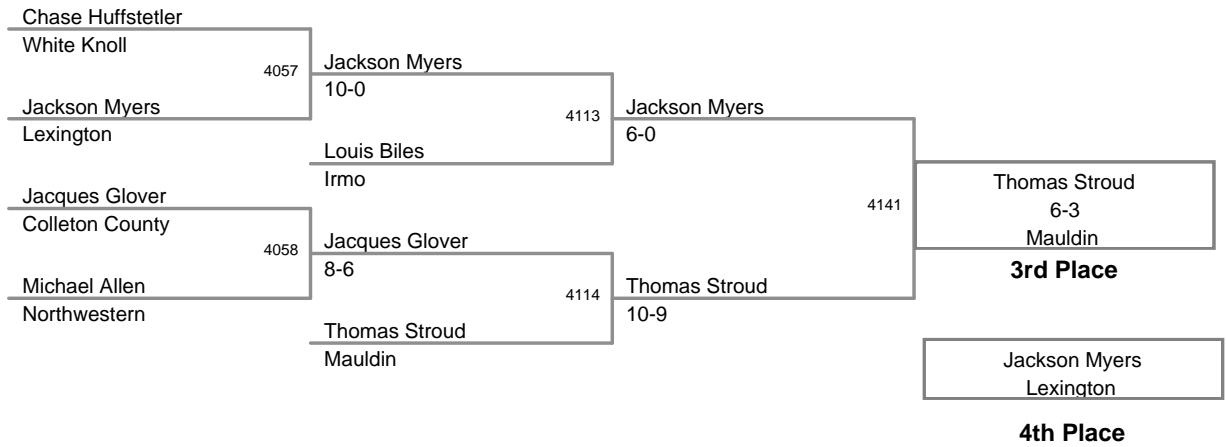 Chase Huffstetler
White Knoll
4057
Jackson Myers
10-0
Jackson Myers
Lexington
4113
Jackson Myers
6-0
Louis Biles
Irmo
Jacques Glover
Colleton County
4058
Jacques Glover
8-6
Michael Allen
Northwestern
4114
Thomas Stroud
10-9
Thomas Stroud
Mauldin
4141
Thomas Stroud
6-3
Mauldin
3rd Place
Jackson Myers
Lexington
4th Place